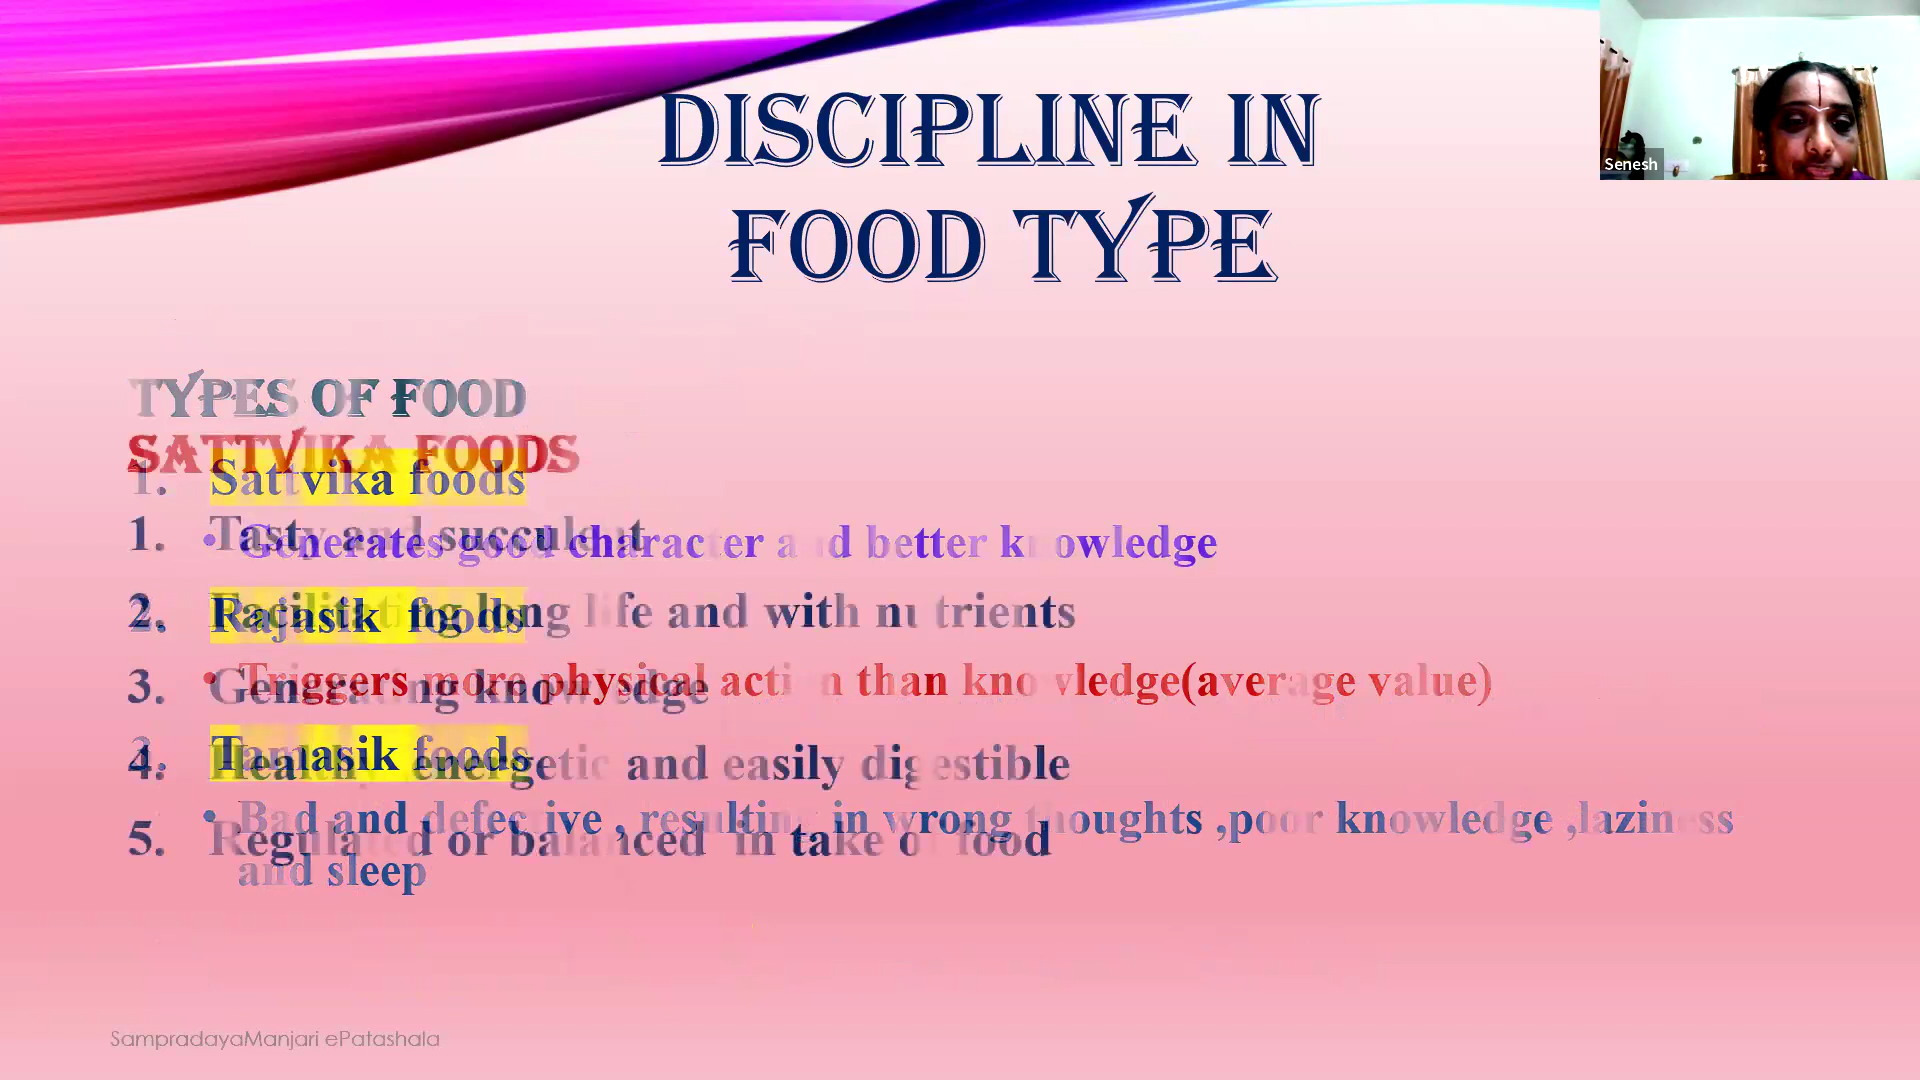 DISCIPLINE IN
FOOD TYPE
Senesh
TYPES OF FOOD
SATTVIKA FOODS
1. Sattvika foods
1. Tasty and succulent
• Generates good character and better knowledge
2. Rajasik foods
2. Facilitating long life and with nutrients
• Triggers more physical action than knowledge(average value)
3. Generating knowledge
3. Tamasik foods
4. Healthy energetic and easily digestible
• Bad and defective , resulting in wrong thoughts ,poor knowledge ,laziness
5. Regulated or balanced in take of food
and sleep
SampradayaManjari ePatashala